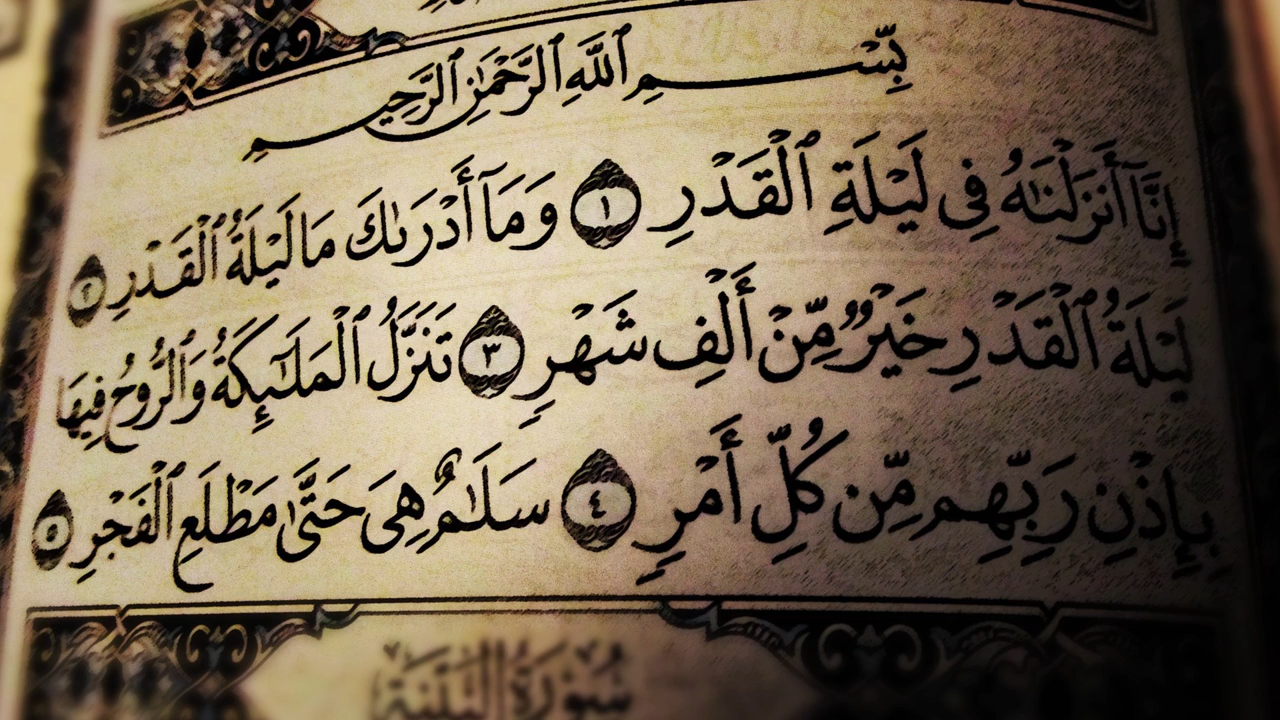 بِّسْمِ ٱللَّهِ ٱلرَّحْمَٰنِ ٱلرَّحِيمِ
إِنَّآ أَنزَلْنَٰهُ فِى لَيْلَةِ ٱلْقَدْرِ ١ وَمَآ أَدْرَىٰكَ مَا لَيْلَةُ ٱلْقَدْرِ ٢
لَيْلَةُ ٱلْقَدْرِ خَيْرٌ مِّنْ أَلْفِ شَهْرٍ ٣ تَنَزَّلُ ٱلْمَلَٰٓئِكَةُ وَٱلرُّوحُ فِيهَا
بِإِذْنِ رَبِّهِم مِّن كُلِّ أَمْرٍ ٤ سَلَٰمٌ هِىَ حَتَّىٰ مَطْلَعِ ٱلْفَجْرِ ٥
سُورَةُ البَيِّنَةِ